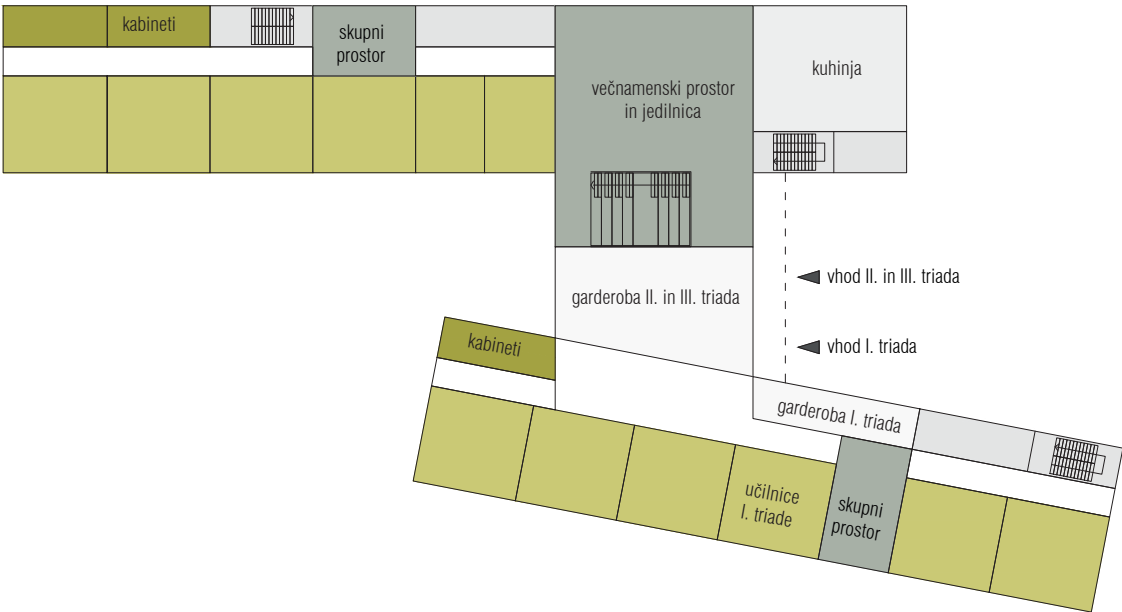 kabineti
skupni
prostor
večnamenski prostor
in jedilnica
kuhinja
garderoba II. in III. triada
vhod II. in III. triada
vhod I. triada
kabineti
garderoba I. triada
učilnice
I. triade
skupni
prostor